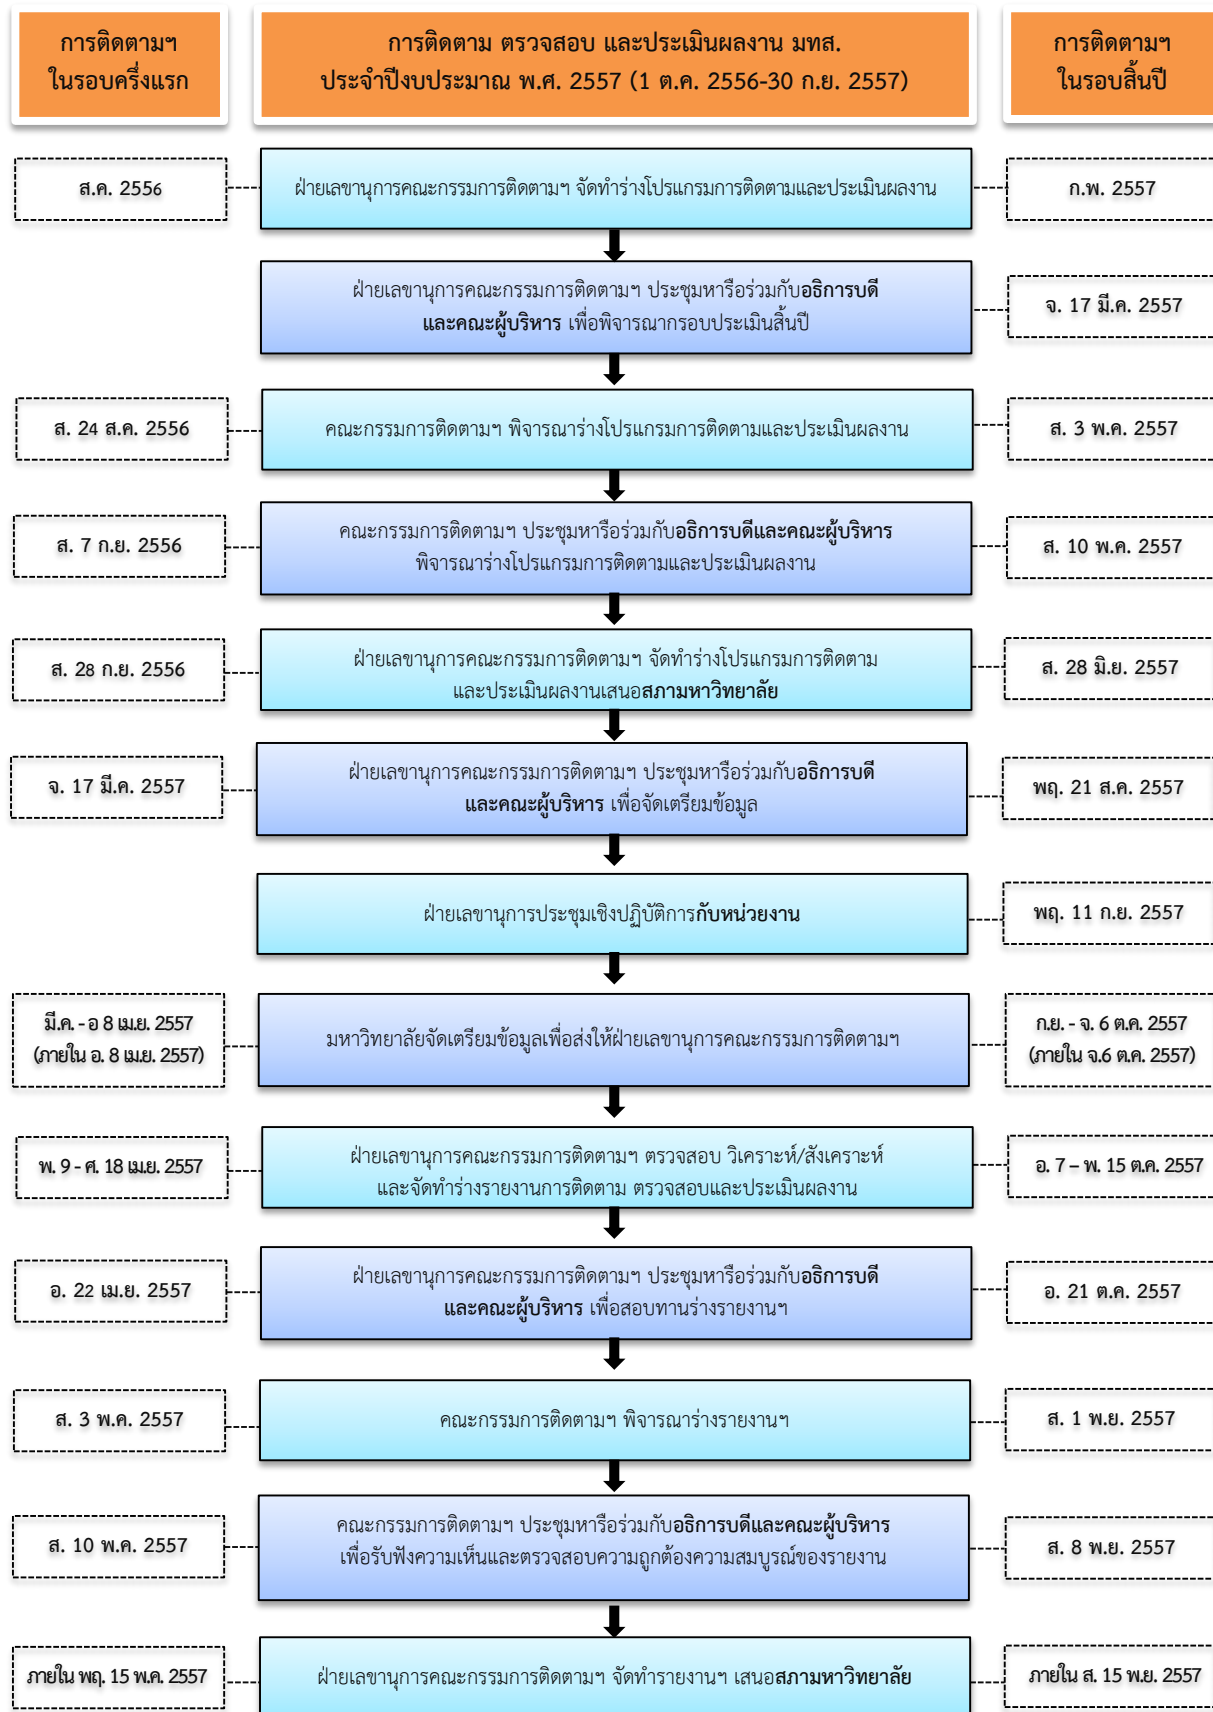 การติดตามฯ
ในรอบครึ่งแรก
การติดตาม ตรวจสอบ และประเมินผลงาน มทส.
ประจำปีงบประมาณ พ.ศ. 2557 (1 ต.ค. 2556-30 ก.ย. 2557)
การติดตามฯ
ในรอบสิ้นปี
ส.ค. 2556
ฝ่ายเลขานุการคณะกรรมการติดตามฯ จัดทำร่างโปรแกรมการติดตามและประเมินผลงาน
ก.พ. 2557
ฝ่ายเลขานุการคณะกรรมการติดตามฯ ประชุมหารือร่วมกับอธิการบดี
และคณะผู้บริหาร เพื่อพิจารณากรอบประเมินสิ้นปี
จ. 17 มี.ค. 2557
ส. 24 ส.ค. 2556
คณะกรรมการติดตามฯ พิจารณาร่างโปรแกรมการติดตามและประเมินผลงาน
ส. 3 พ.ค. 2557
ส. 7 ก.ย. 2556
คณะกรรมการติดตามฯ ประชุมหารือร่วมกับอธิการบดีและคณะผู้บริหาร
พิจารณาร่างโปรแกรมการติดตามและประเมินผลงาน
ส. 10 พ.ค. 2557
ส. 28 ก.ย. 2556
ฝ่ายเลขานุการคณะกรรมการติดตามฯ จัดทำร่างโปรแกรมการติดตาม
และประเมินผลงานเสนอสภามหาวิทยาลัย
ส. 28 มิ.ย. 2557
จ. 17 มี.ค. 2557
ฝ่ายเลขานุการคณะกรรมการติดตามฯ ประชุมหารือร่วมกับอธิการบดี
และคณะผู้บริหาร เพื่อจัดเตรียมข้อมูล
พฤ. 21 ส.ค. 2557
ฝ่ายเลขานุการประชุมเชิงปฏิบัติการกับหน่วยงาน
พฤ. 11 ก.ย. 2557
มี.ค. - อ 8 เม.ย. 2557
(ภายใน อ. 8 เม.ย. 2557)
มหาวิทยาลัยจัดเตรียมข้อมูลเพื่อส่งให้ฝ่ายเลขานุการคณะกรรมการติดตามฯ
ก.ย. - จ. 6 ต.ค. 2557
(ภายใน จ.6 ต.ค. 2557)
พ. 9 - ศ. 18 เม.ย. 2557
ฝ่ายเลขานุการคณะกรรมการติดตามฯ ตรวจสอบ วิเคราะห์/สังเคราะห์
และจัดทำร่างรายงานการติดตาม ตรวจสอบและประเมินผลงาน
อ. 7 – พ. 15 ต.ค. 2557
อ. 22 เม.ย. 2557
ฝ่ายเลขานุการคณะกรรมการติดตามฯ ประชุมหารือร่วมกับอธิการบดี
และคณะผู้บริหาร เพื่อสอบทานร่างรายงานฯ
อ. 21 ต.ค. 2557
ส. 3 พ.ค. 2557
คณะกรรมการติดตามฯ พิจารณาร่างรายงานฯ
ส. 1 พ.ย. 2557
ส. 10 พ.ค. 2557
คณะกรรมการติดตามฯ ประชุมหารือร่วมกับอธิการบดีและคณะผู้บริหาร
เพื่อรับฟังความเห็นและตรวจสอบความถูกต้องความสมบูรณ์ของรายงาน
ส. 8 พ.ย. 2557
ภายใน พฤ. 15 พ.ค. 2557
ฝ่ายเลขานุการคณะกรรมการติดตามฯ จัดทำรายงานฯ เสนอสภามหาวิทยาลัย
ภายใน ส. 15 พ.ย. 2557